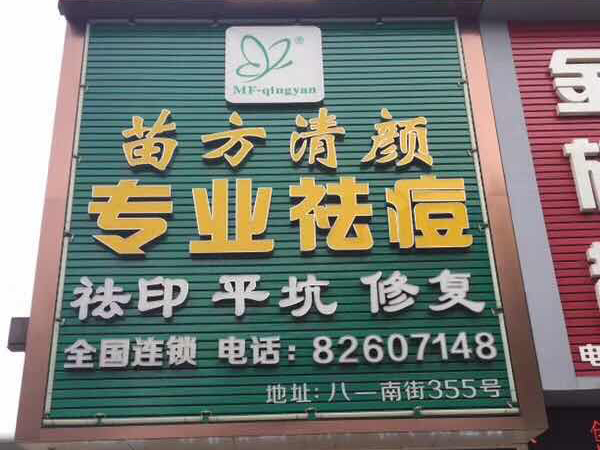 ®
MF-qingyan
苗方清颜
专业祛痘
祛印 平坑 修复
全国连锁 电话:82607148
地址:八一南街355号